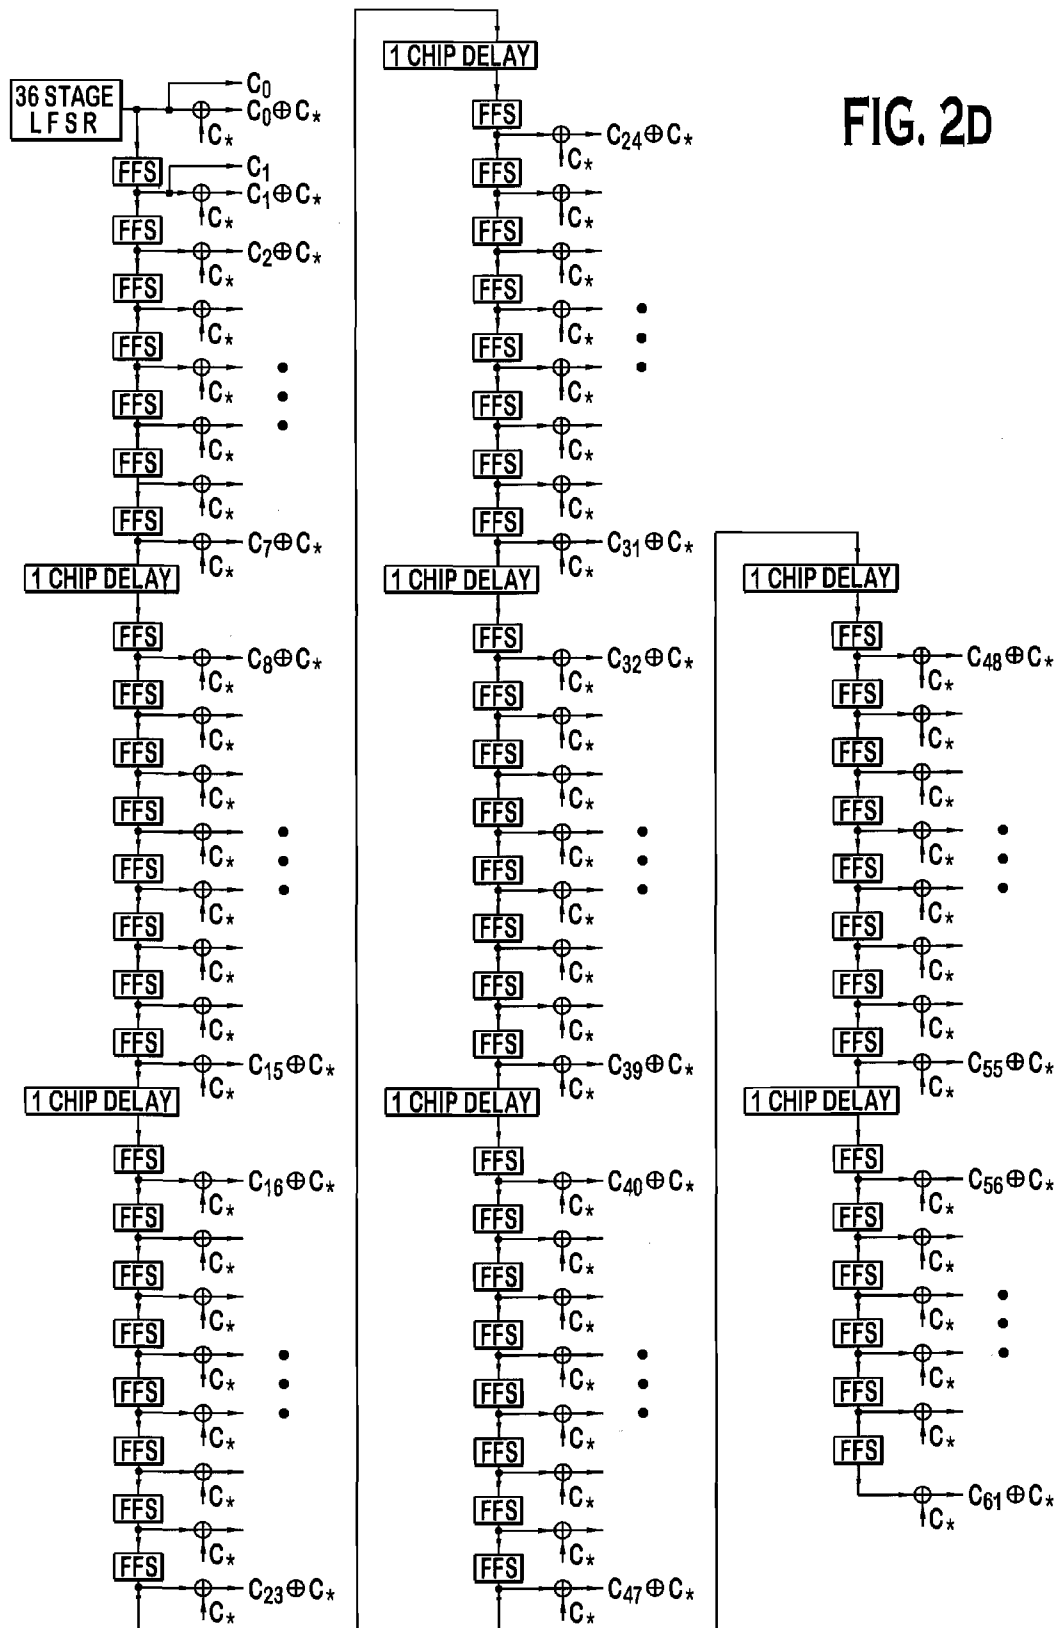 FIG. 2D
36 STAGE
LFSR
C₀
C₀⊕C*
C*
FFS
C₁
C₁⊕C*
C*
FFS
C₂⊕C*
C*
FFS
C*
FFS
C*
FFS
C*
FFS
C*
FFS
C₇⊕C*
C*
1 CHIP DELAY
FFS
C₈⊕C*
C*
FFS
C*
FFS
C*
FFS
C*
FFS
C*
FFS
C*
FFS
C*
FFS
C₁₅⊕C*
C*
1 CHIP DELAY
FFS
C₁₆⊕C*
C*
FFS
C*
FFS
C*
FFS
C*
FFS
C*
FFS
C*
FFS
C*
FFS
C₂₃⊕C*
C*
1 CHIP DELAY
FFS
C₂₄⊕C*
C*
FFS
C*
FFS
C*
FFS
C*
FFS
C*
FFS
C*
FFS
C*
FFS
C₃₁⊕C*
C*
1 CHIP DELAY
FFS
C₃₂⊕C*
C*
FFS
C*
FFS
C*
FFS
C*
FFS
C*
FFS
C*
FFS
C*
FFS
C₃₉⊕C*
C*
1 CHIP DELAY
FFS
C₄₀⊕C*
C*
FFS
C*
FFS
C*
FFS
C*
FFS
C*
FFS
C*
FFS
C*
FFS
C₄₇⊕C*
C*
1 CHIP DELAY
FFS
C₄₈⊕C*
C*
FFS
C*
FFS
C*
FFS
C*
FFS
C*
FFS
C*
FFS
C*
FFS
C₅₅⊕C*
C*
1 CHIP DELAY
FFS
C₅₆⊕C*
C*
FFS
C*
FFS
C*
FFS
C*
FFS
C*
FFS
C₆₁⊕C*
C*